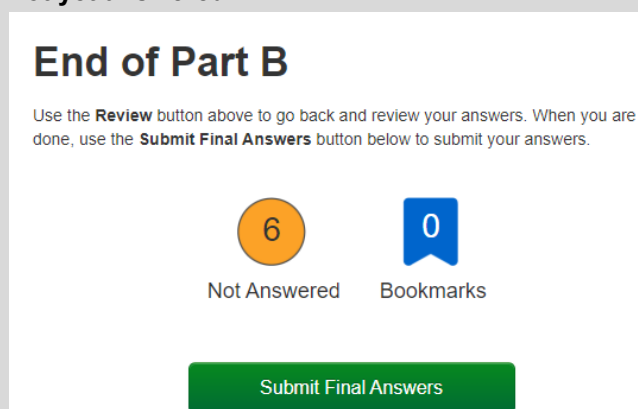 End of Part B
Use the Review button above to go back and review your answers. When you are
done, use the Submit Final Answers button below to submit your answers.
6
0
Not Answered
Bookmarks
Submit Final Answers